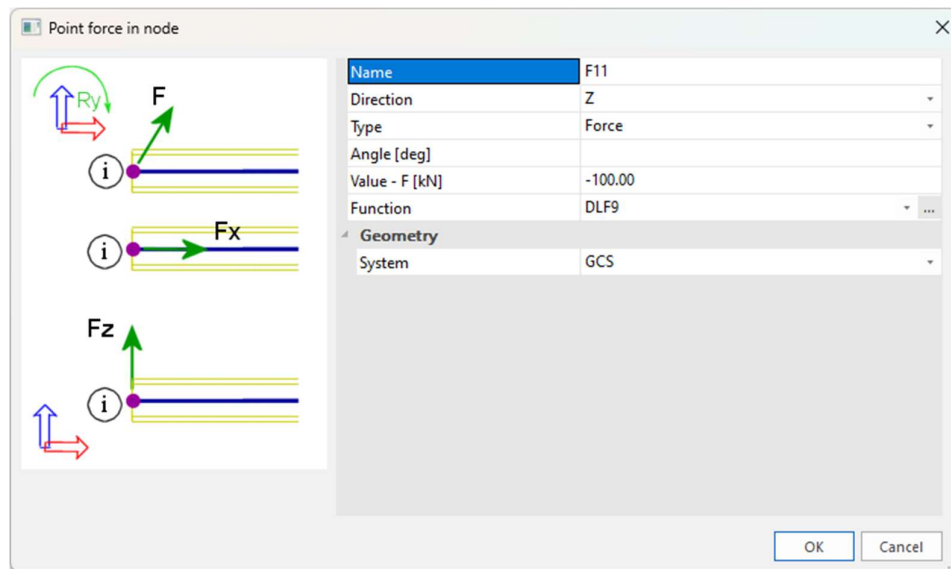 Point force in node
Ry
F
i
Fx
i
Fz
i
Name F11
Direction Z
Type Force
Angle [deg]
Value - F [kN] -100.00
Function DLF9 ...
Geometry
System GCS
OK Cancel